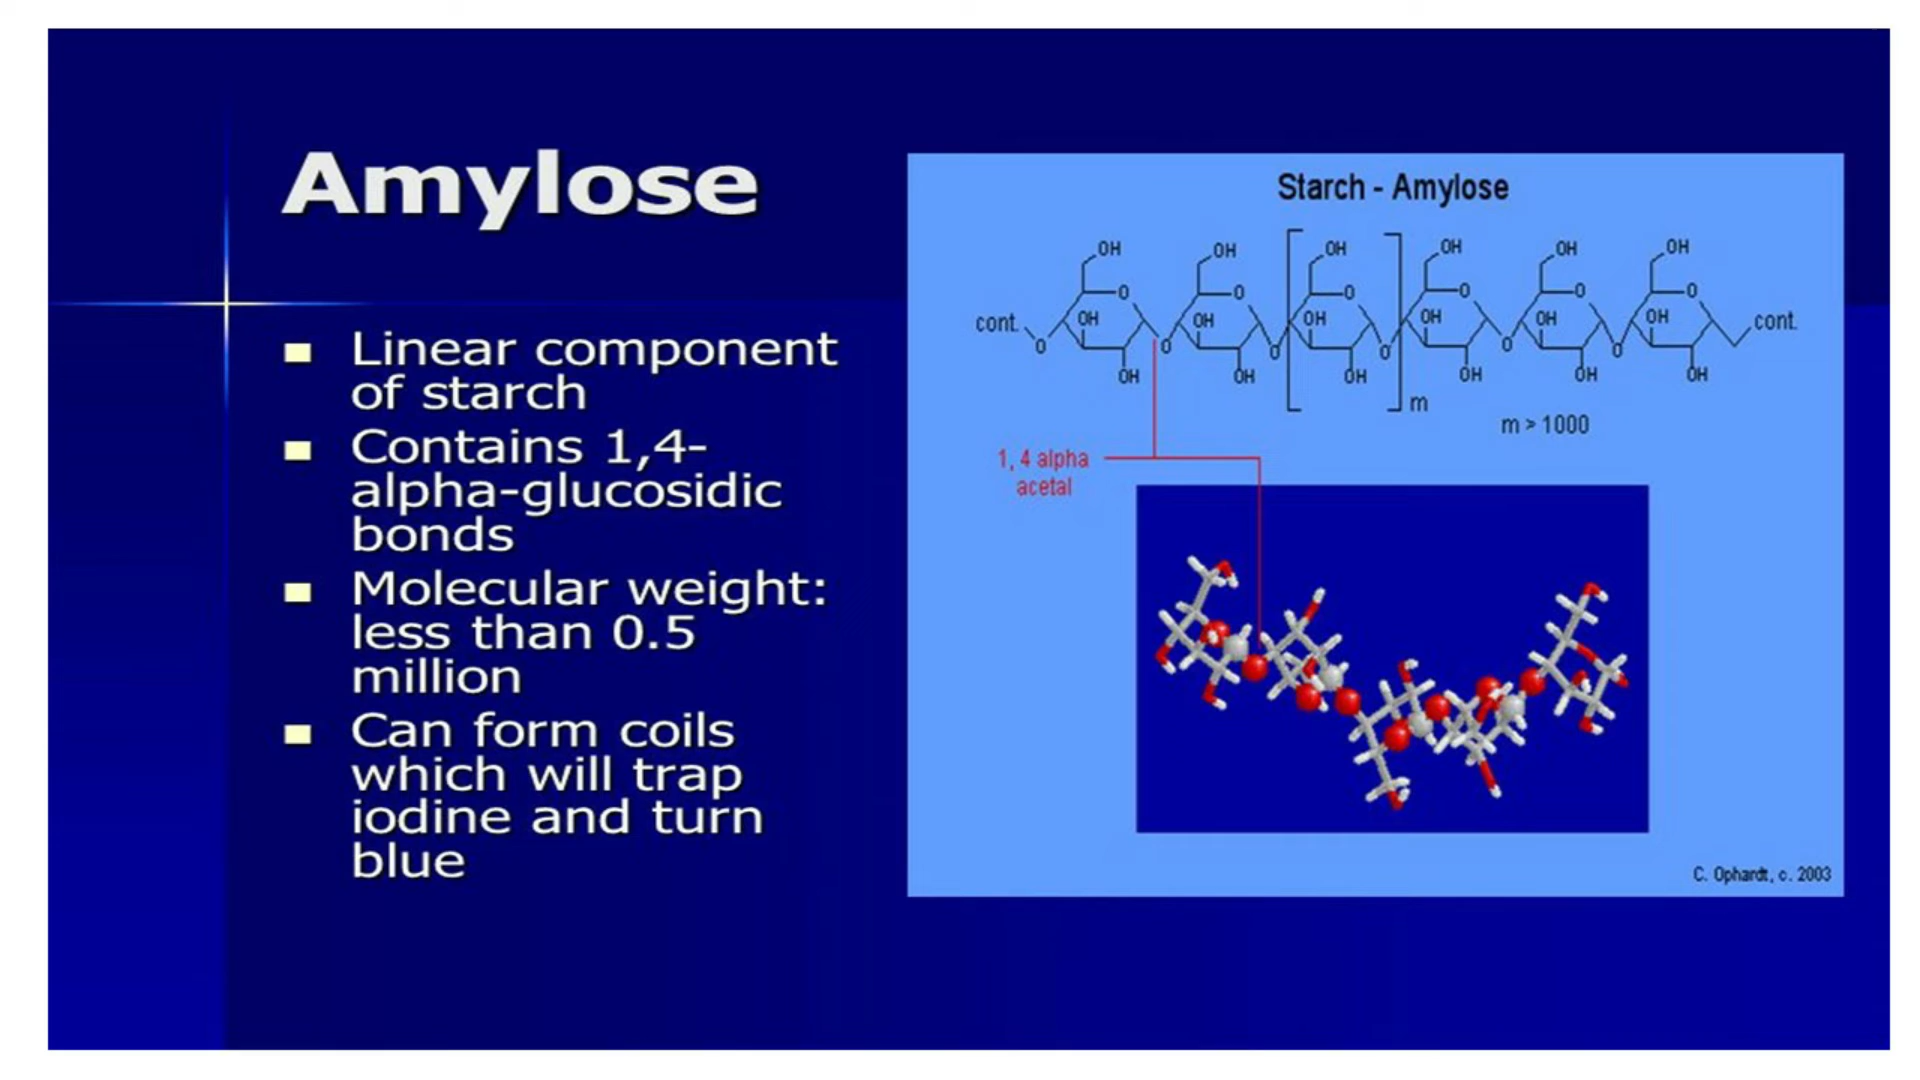 Amylose
Linear component
of starch
Contains 1,4-
alpha-glucosidic
bonds
Molecular weight:
less than 0.5
million
Can form coils
which will trap
iodine and turn
blue
Starch - Amylose
OH OH OH OH OH OH
O O O O O O
cont. OH OH OH OH OH OH cont.
O O O O O O
OH OH OH OH OH OH
m
m > 1000
1, 4 alpha
acetal
C. Ophardt, c. 2003